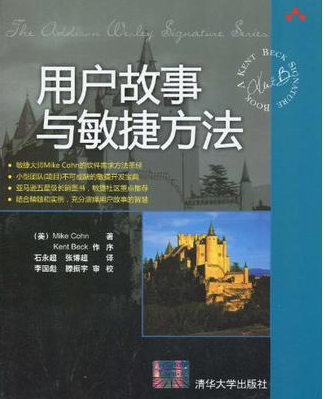 The Addison Wesley Signature Series
A KENT BECK SIGNATURE BOOK
用户故事
与敏捷方法
敏捷大师Mike Cohn的软件需求方法圣经
小型团队(项目)不可或缺的敏捷开发宝典
亚马逊五星级长销图书，敏捷社区重点推荐
结合精髓和实例，充分演绎用户故事的智慧
（美）Mike Cohn 著
Kent Beck 作 序
石永超 张博超 译
李国彪 滕振宇 审 校
清华大学出版社